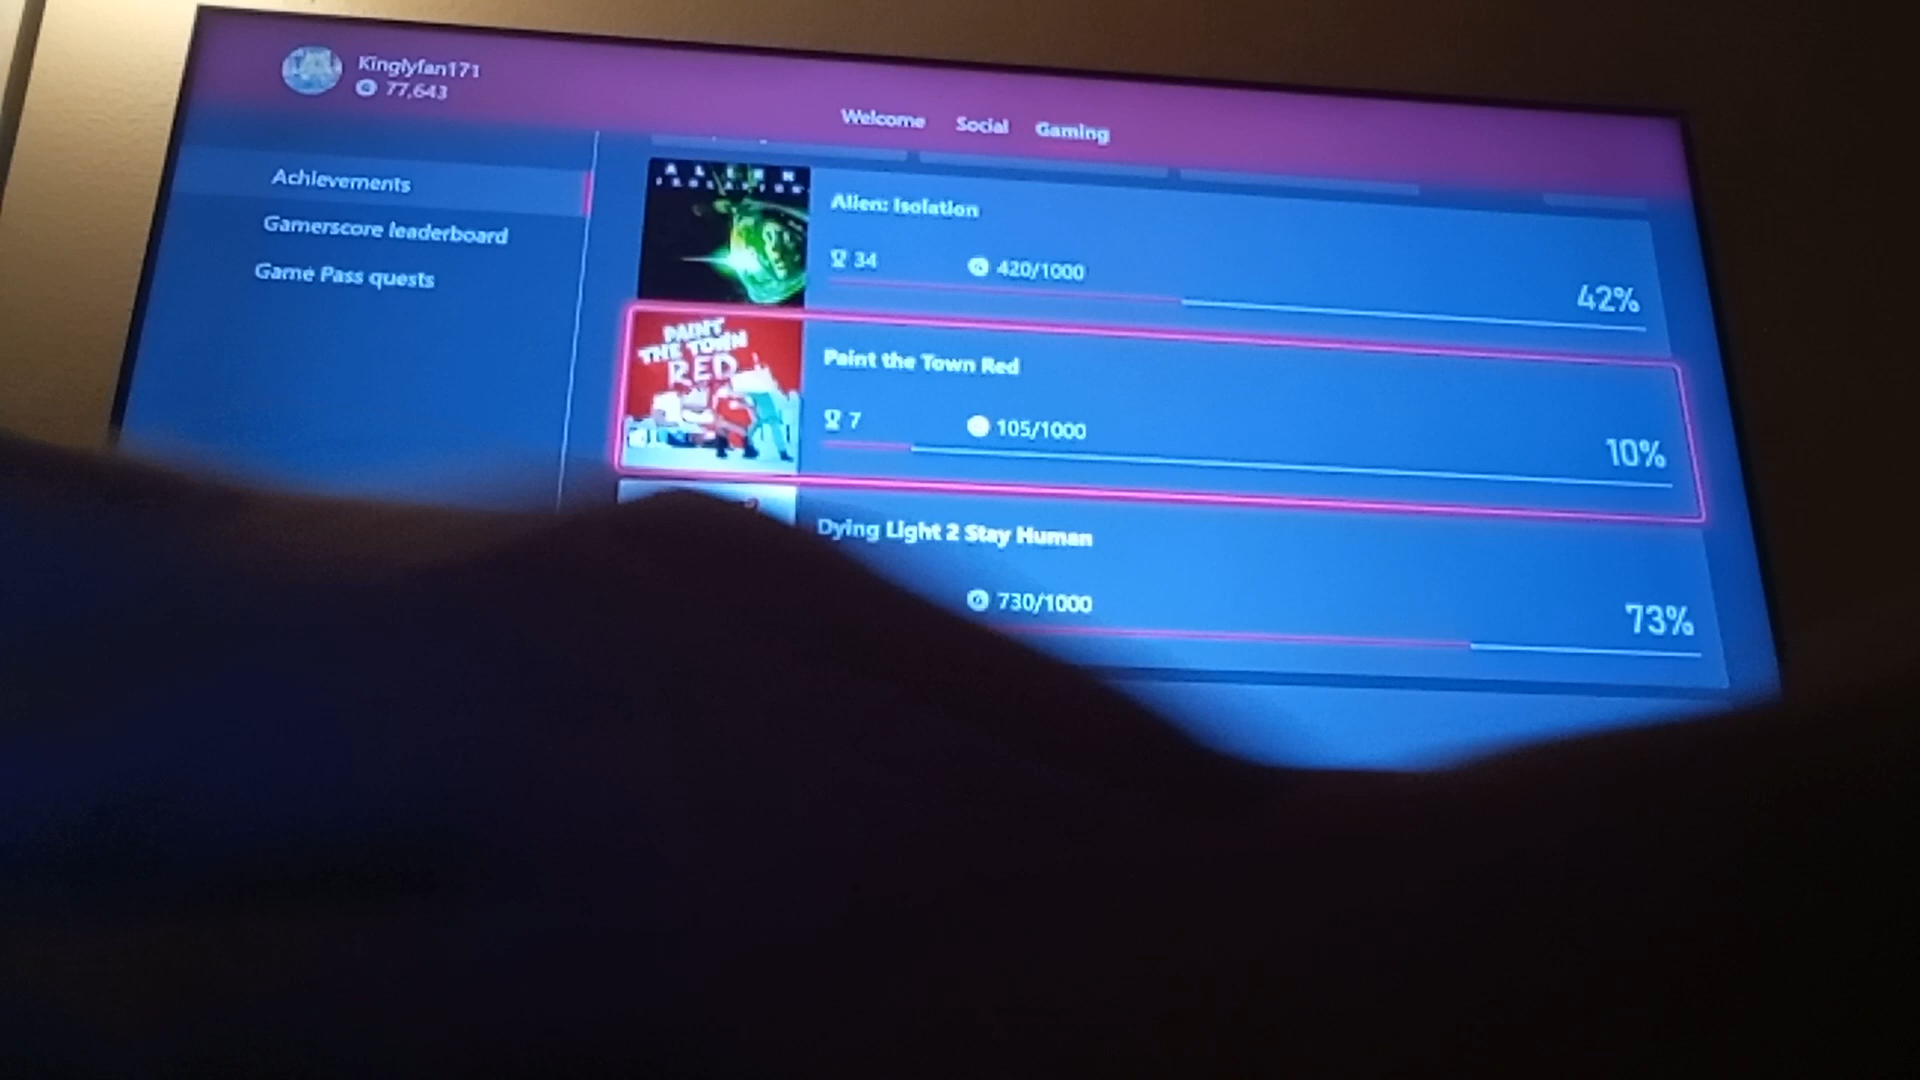 Kinglyfan171
77,643
Welcome Social Gaming
Achievements
Gamerscore leaderboard
Game Pass quests
ALIEN
ISOLATION
Alien: Isolation
34 420/1000
42%
PAINT
THE TOWN
RED
Paint the Town Red
7 105/1000
10%
Dying Light 2 Stay Human
730/1000
73%